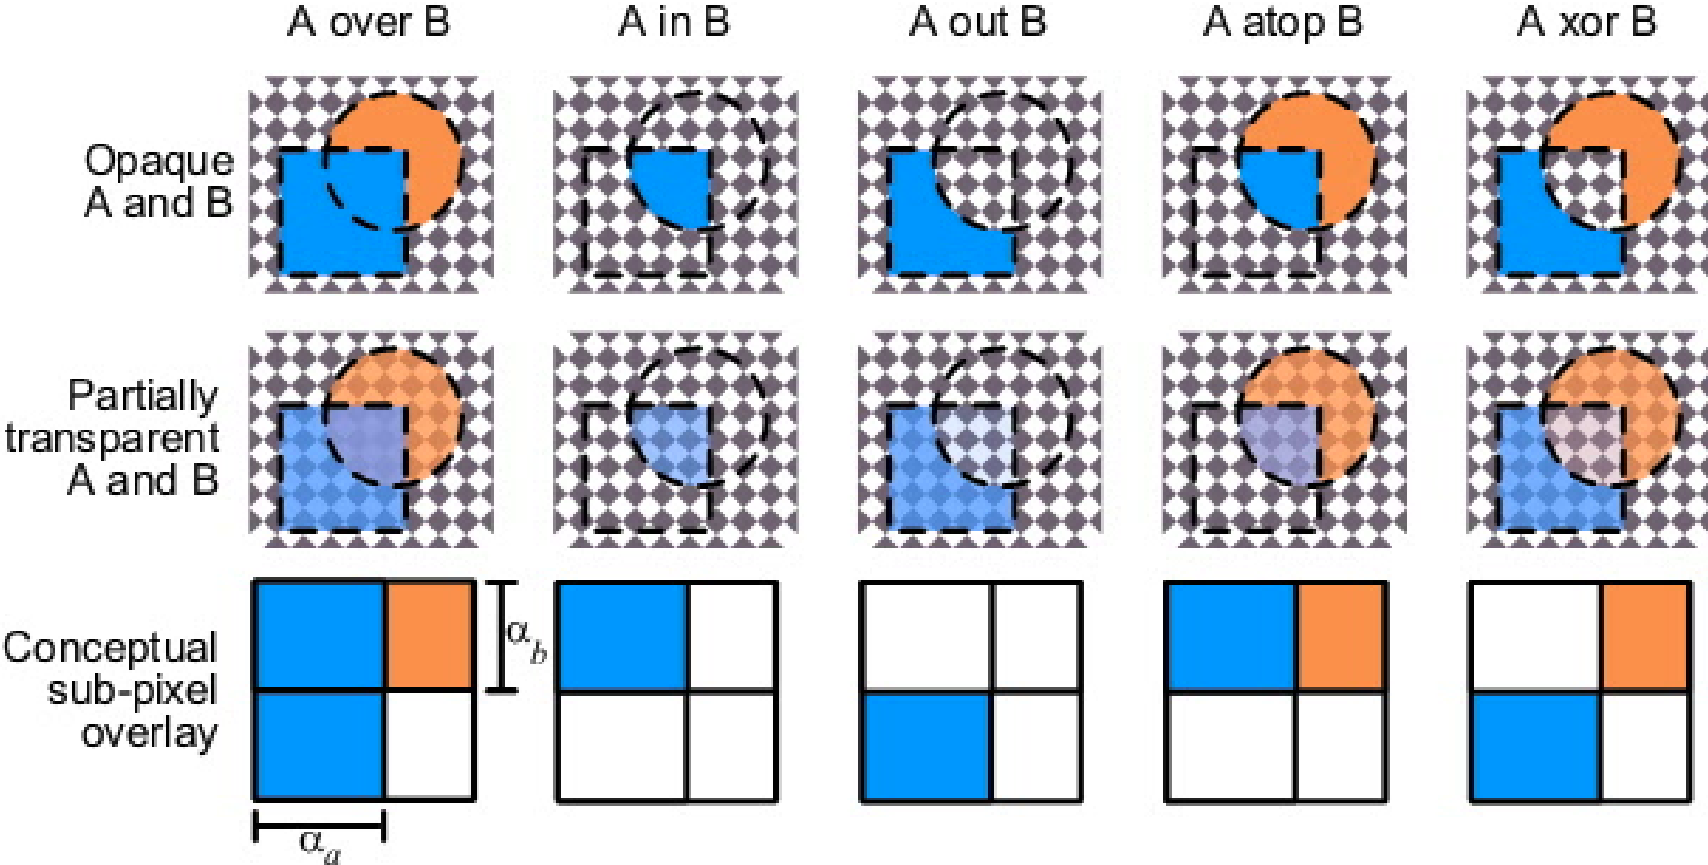 A over B
A in B
A out B
A atop B
A xor B
Opaque
A and B
Partially
transparent
A and B
Conceptual
sub-pixel
overlay
αb
αa